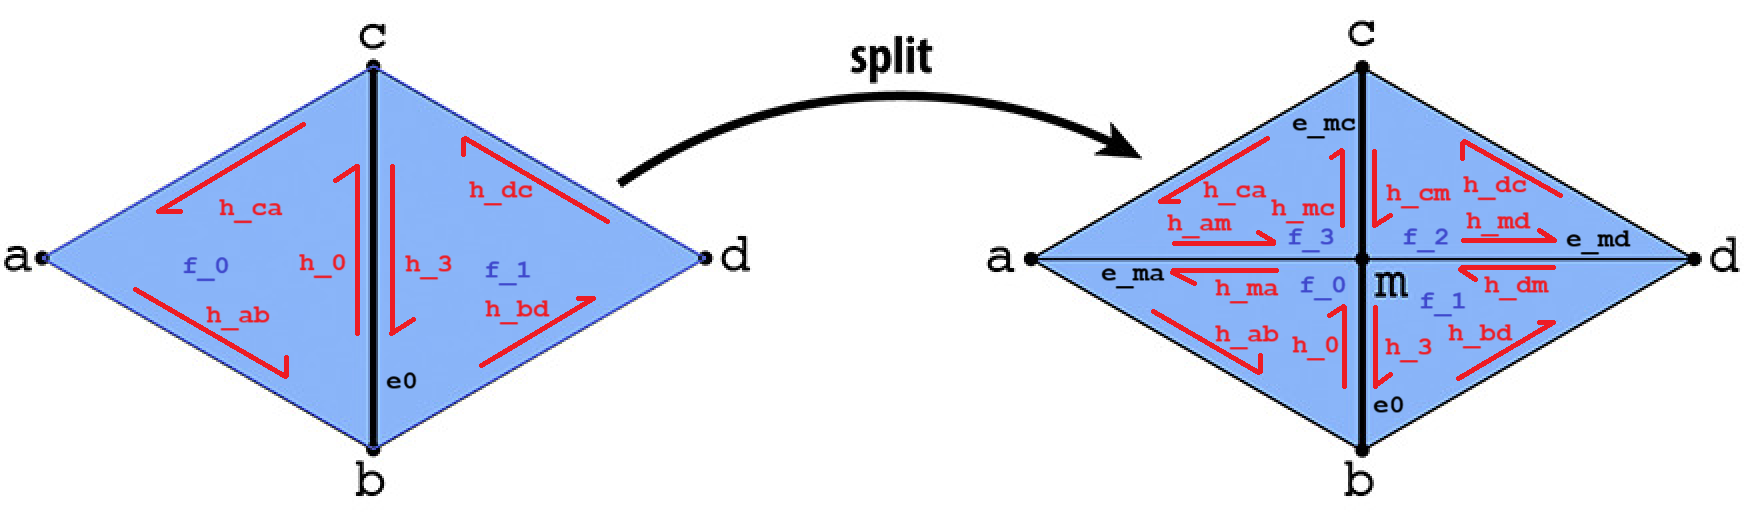 c
h_ca
h_dc
a
f_0
h_0
h_3
f_1
d
h_ab
h_bd
e0
b
split
c
e_mc
h_ca
h_mc
h_cm
h_dc
h_am
h_md
f_3
f_2
e_md
a
d
e_ma
h_ma
f_0
m
h_dm
f_1
h_ab
h_0
h_3
h_bd
e0
b